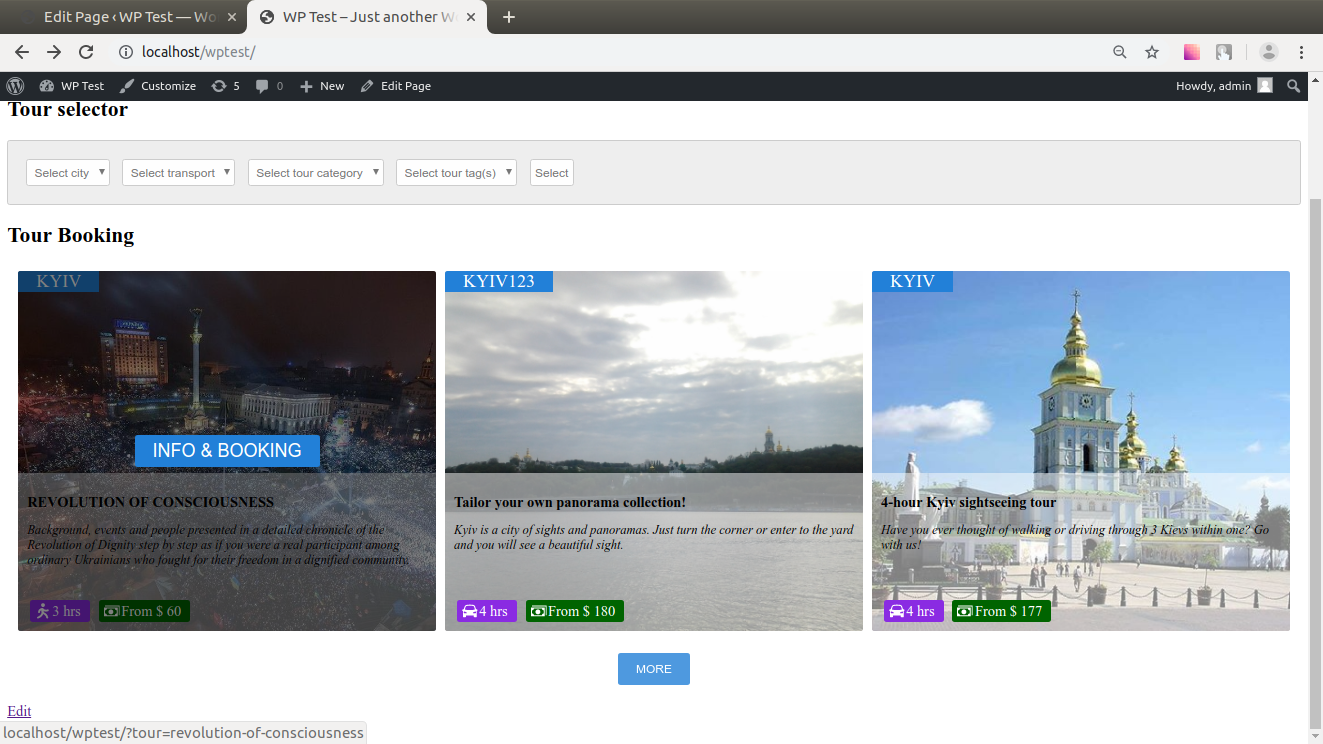 Edit Page ‹ WP Test — Wo
WP Test – Just another W
localhost/wptest/
WP Test
Customize
5
0
New
Edit Page
Howdy, admin
Tour selector
Select city
Select transport
Select tour category
Select tour tag(s)
Select
Tour Booking
KYIV
INFO & BOOKING
REVOLUTION OF CONSCIOUSNESS
Background, events and people presented in a detailed chronicle of the
Revolution of Dignity step by step as if you were a real participant among
ordinary Ukrainians who fought for their freedom in a dignified community.
3 hrs
From $ 60
KYIV123
Tailor your own panorama collection!
Kyiv is a city of sights and panoramas. Just turn the corner or enter to the yard
and you will see a beautiful sight.
4 hrs
From $ 180
KYIV
4-hour Kyiv sightseeing tour
Have you ever thought of walking or driving through 3 Kievs within one? Go
with us!
4 hrs
From $ 177
MORE
Edit
localhost/wptest/?tour=revolution-of-consciousness